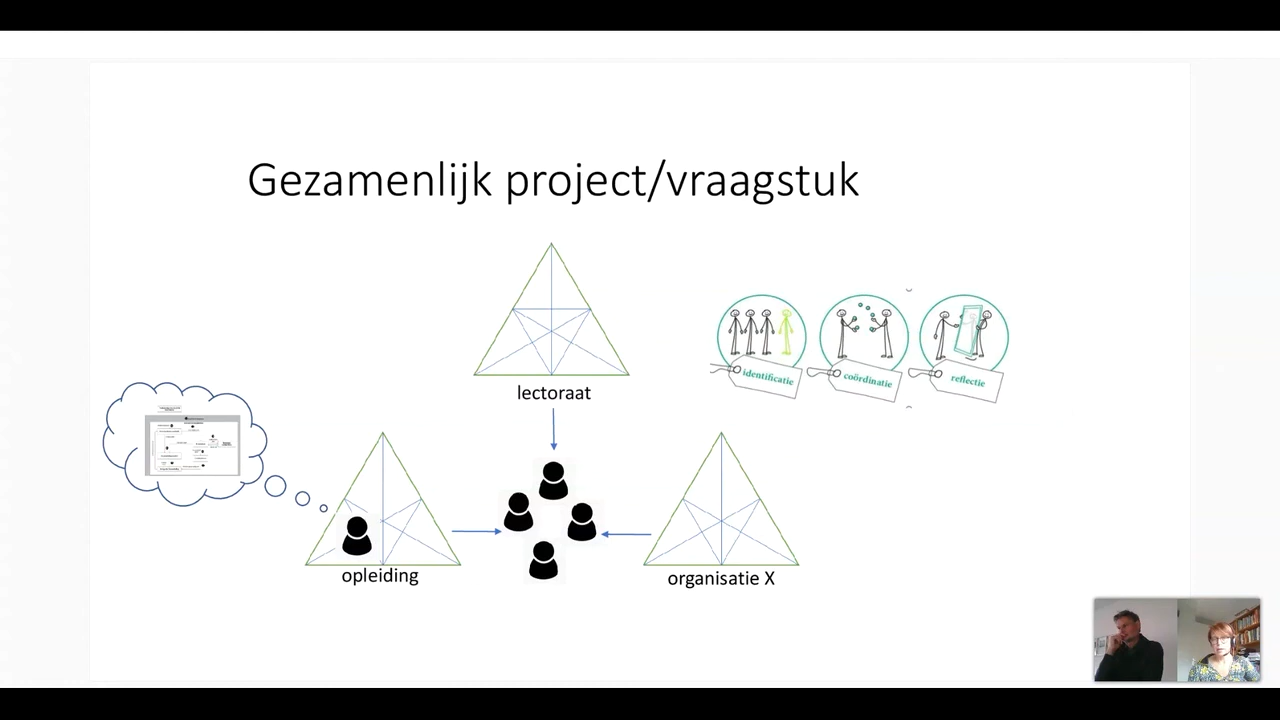 Gezamenlijk project/vraagstuk
lectoraat
identificatie
coördinatie
reflectie
opleiding
organisatie X